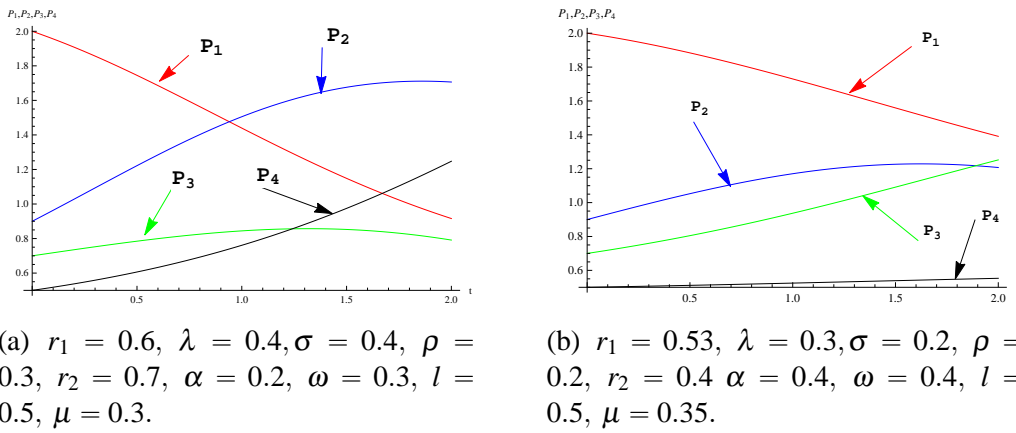 P1,P2,P3,P4
2.0
1.8
1.6
1.4
1.2
1.0
0.8
0.6
0.5
1.0
1.5
2.0
t
P1
P2
P3
P4
(a) r1 = 0.6, λ = 0.4, σ = 0.4, ρ =
0.3, r2 = 0.7, α = 0.2, ω = 0.3, l =
0.5, μ = 0.3.
P1,P2,P3,P4
2.0
1.8
1.6
1.4
1.2
1.0
0.8
0.6
0.5
1.0
1.5
2.0
t
P1
P2
P3
P4
(b) r1 = 0.53, λ = 0.3, σ = 0.2, ρ =
0.2, r2 = 0.4 α = 0.4, ω = 0.4, l =
0.5, μ = 0.35.